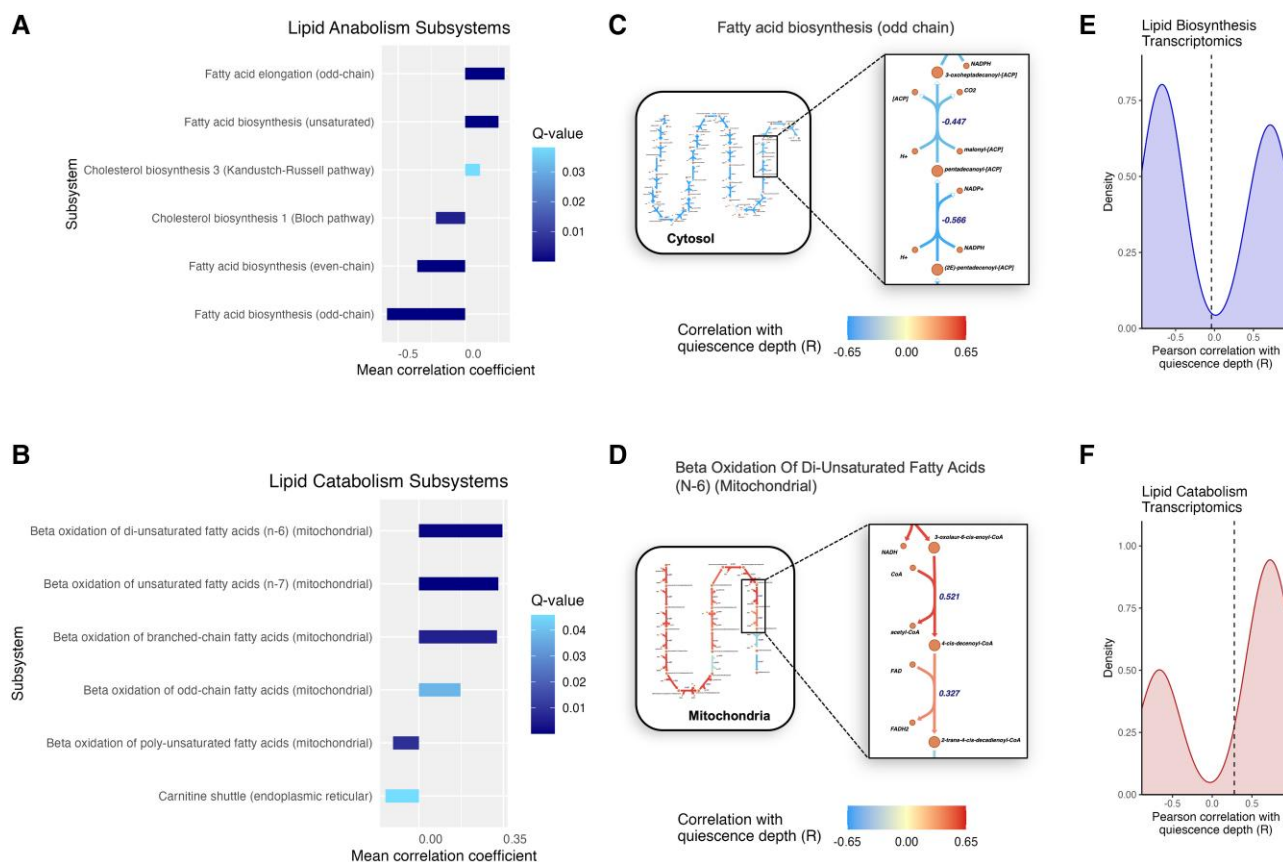 A
Lipid Anabolism Subsystems
Subsystem
Fatty acid elongation (odd-chain)
Fatty acid biosynthesis (unsaturated)
Cholesterol biosynthesis 3 (Kandustch-Russell pathway)
Cholesterol biosynthesis 1 (Bloch pathway)
Fatty acid biosynthesis (even-chain)
Fatty acid biosynthesis (odd-chain)
-0.5 0.0
Mean correlation coefficient
Q-value
0.03
0.02
0.01
C
Fatty acid biosynthesis (odd chain)
Cytosol
NADPH
3-oxoheptadecanoyl-[ACP]
[ACP]
CO2
-0.447
H+
malonyl-[ACP]
pentadecanoyl-[ACP]
NADP+
-0.566
H+
NADPH
(2E)-pentadecenoyl-[ACP]
Correlation with
quiescence depth (R)
-0.65 0.00 0.65
E
Lipid Biosynthesis
Transcriptomics
Density
0.75
0.50
0.25
0.00
-0.5 0.0 0.5
Pearson correlation with
quiescence depth (R)
B
Lipid Catabolism Subsystems
Subsystem
Beta oxidation of di-unsaturated fatty acids (n-6) (mitochondrial)
Beta oxidation of unsaturated fatty acids (n-7) (mitochondrial)
Beta oxidation of branched-chain fatty acids (mitochondrial)
Beta oxidation of odd-chain fatty acids (mitochondrial)
Beta oxidation of poly-unsaturated fatty acids (mitochondrial)
Carnitine shuttle (endoplasmic reticular)
0.00 0.35
Mean correlation coefficient
Q-value
0.04
0.03
0.02
0.01
D
Beta Oxidation Of Di-Unsaturated Fatty Acids
(N-6) (Mitochondrial)
Mitochondria
3-oxolaur-6-cis-enoyl-CoA
NADH
CoA
0.521
acetyl-CoA
4-cis-decenoyl-CoA
FAD
0.327
FADH2
2-trans-4-cis-decadienoyl-CoA
Correlation with
quiescence depth (R)
-0.65 0.00 0.65
F
Lipid Catabolism
Transcriptomics
Density
1.00
0.75
0.50
0.25
0.00
-0.5 0.0 0.5
Pearson correlation with
quiescence depth (R)